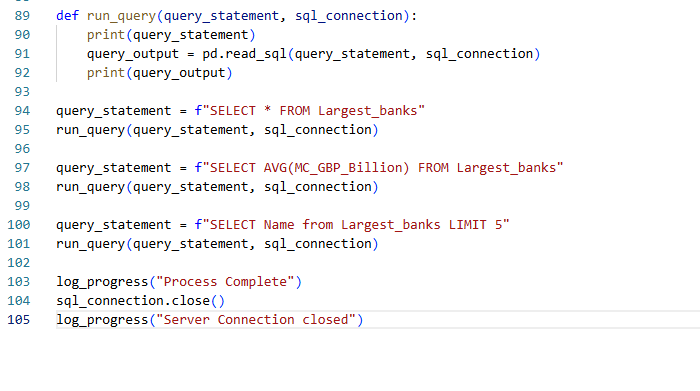 89 def run_query(query_statement, sql_connection):
90     print(query_statement)
91     query_output = pd.read_sql(query_statement, sql_connection)
92     print(query_output)
93
94 query_statement = f"SELECT * FROM Largest_banks"
95 run_query(query_statement, sql_connection)
96
97 query_statement = f"SELECT AVG(MC_GBP_Billion) FROM Largest_banks"
98 run_query(query_statement, sql_connection)
99
100 query_statement = f"SELECT Name from Largest_banks LIMIT 5"
101 run_query(query_statement, sql_connection)
102
103 log_progress("Process Complete")
104 sql_connection.close()
105 log_progress("Server Connection closed")